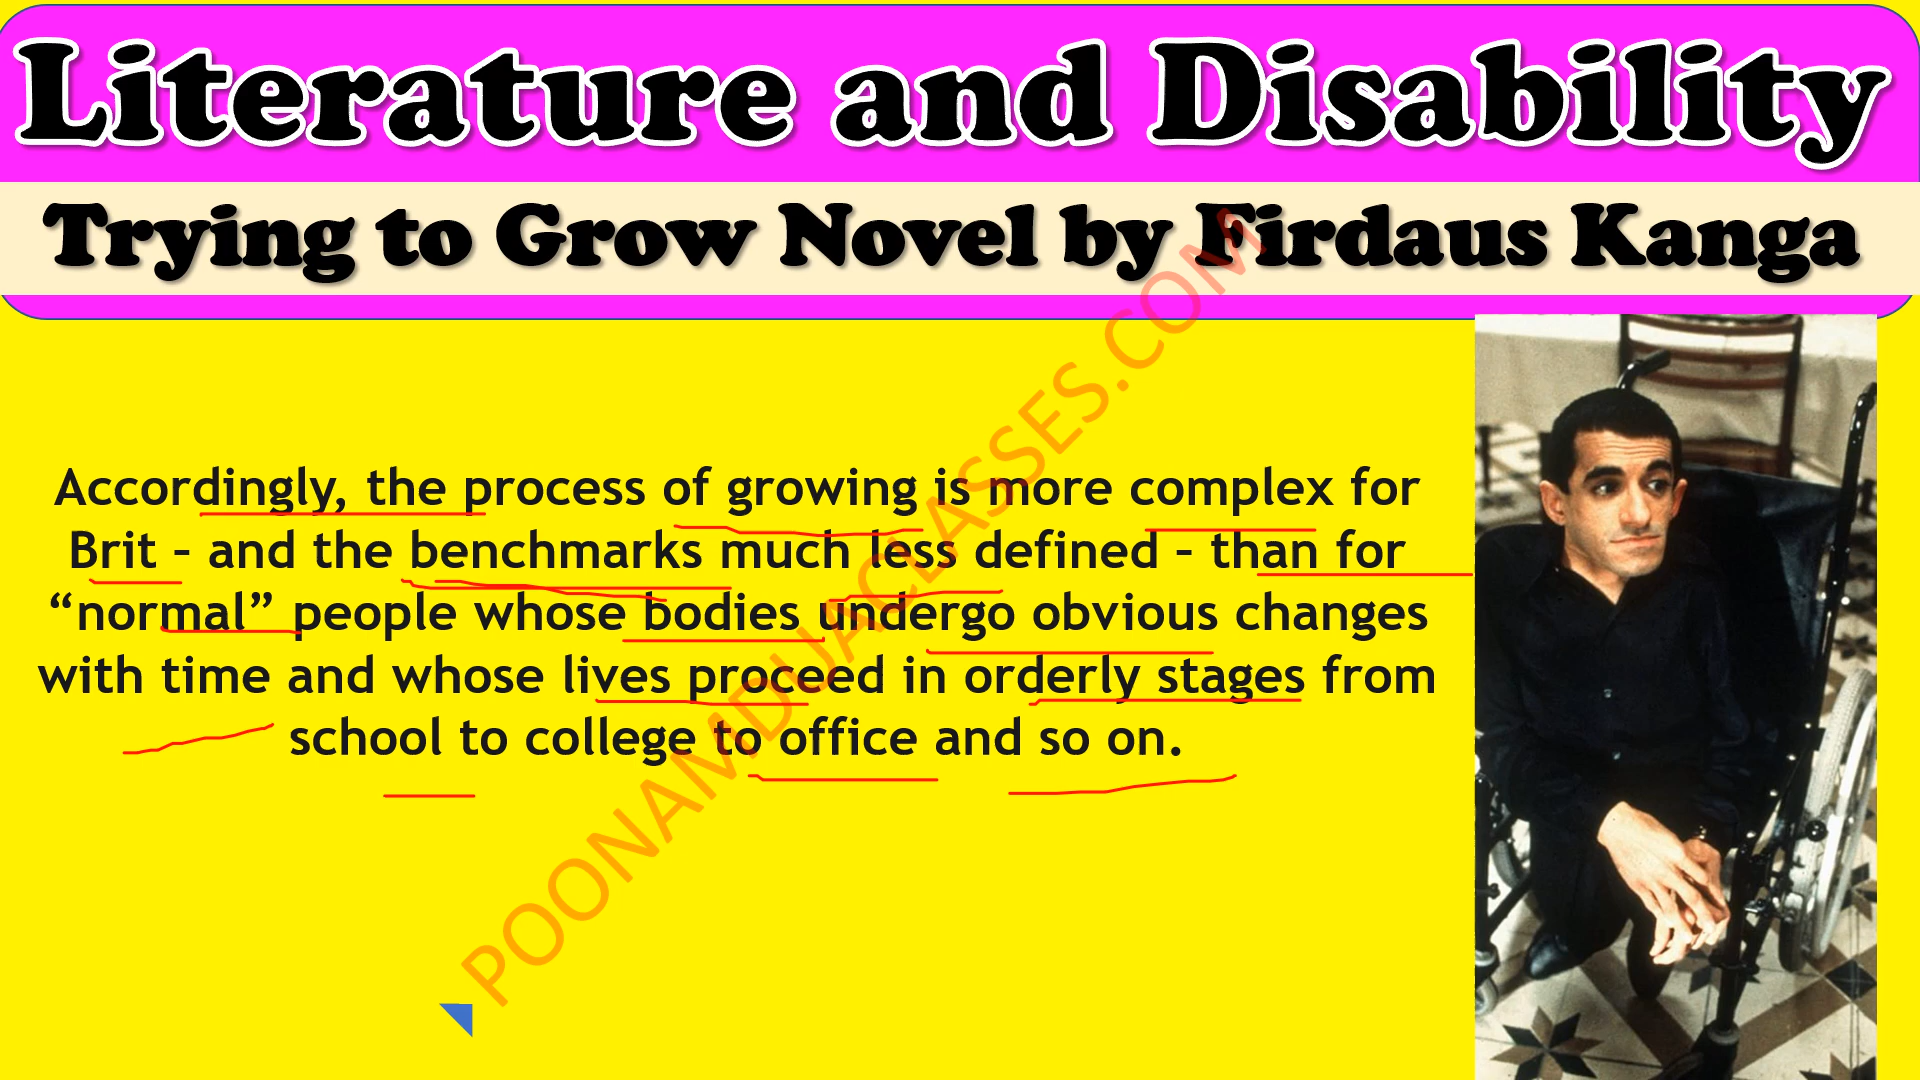 Literature and Disability
Trying to Grow Novel by Firdaus Kanga
Accordingly, the process of growing is more complex for
Brit – and the benchmarks much less defined – than for
“normal” people whose bodies undergo obvious changes
with time and whose lives proceed in orderly stages from
school to college to office and so on.
POONAMDUACLASSES.COM